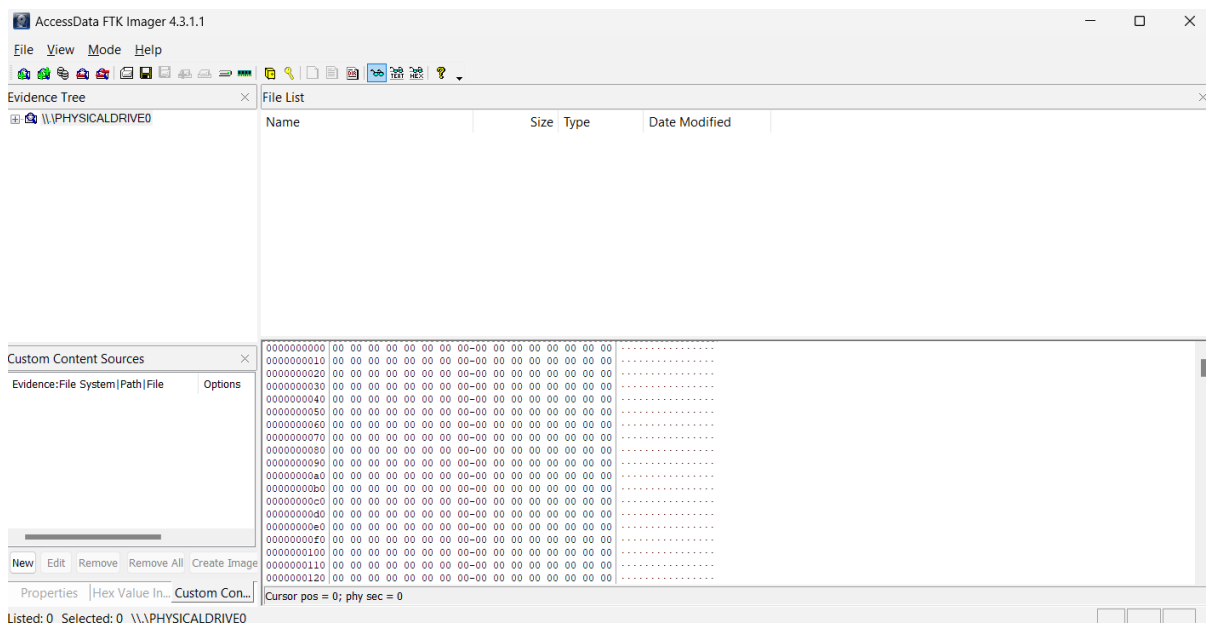 AccessData FTK Imager 4.3.1.1
File View Mode Help
Evidence Tree
\\.\PHYSICALDRIVE0
File List
Name Size Type Date Modified
Custom Content Sources
Evidence:File System|Path|File Options
New Edit Remove Remove All Create Image
Properties Hex Value In... Custom Con...
0000000000 00 00 00 00 00 00 00 00-00 00 00 00 00 00 00 00 ················
0000000010 00 00 00 00 00 00 00 00-00 00 00 00 00 00 00 00 ················
0000000020 00 00 00 00 00 00 00 00-00 00 00 00 00 00 00 00 ················
0000000030 00 00 00 00 00 00 00 00-00 00 00 00 00 00 00 00 ················
0000000040 00 00 00 00 00 00 00 00-00 00 00 00 00 00 00 00 ················
0000000050 00 00 00 00 00 00 00 00-00 00 00 00 00 00 00 00 ················
0000000060 00 00 00 00 00 00 00 00-00 00 00 00 00 00 00 00 ················
0000000070 00 00 00 00 00 00 00 00-00 00 00 00 00 00 00 00 ················
0000000080 00 00 00 00 00 00 00 00-00 00 00 00 00 00 00 00 ················
0000000090 00 00 00 00 00 00 00 00-00 00 00 00 00 00 00 00 ················
00000000a0 00 00 00 00 00 00 00 00-00 00 00 00 00 00 00 00 ················
00000000b0 00 00 00 00 00 00 00 00-00 00 00 00 00 00 00 00 ················
00000000c0 00 00 00 00 00 00 00 00-00 00 00 00 00 00 00 00 ················
00000000d0 00 00 00 00 00 00 00 00-00 00 00 00 00 00 00 00 ················
00000000e0 00 00 00 00 00 00 00 00-00 00 00 00 00 00 00 00 ················
00000000f0 00 00 00 00 00 00 00 00-00 00 00 00 00 00 00 00 ················
0000000100 00 00 00 00 00 00 00 00-00 00 00 00 00 00 00 00 ················
0000000110 00 00 00 00 00 00 00 00-00 00 00 00 00 00 00 00 ················
0000000120 00 00 00 00 00 00 00 00-00 00 00 00 00 00 00 00 ················
Cursor pos = 0; phy sec = 0
Listed: 0 Selected: 0 \\.\PHYSICALDRIVE0